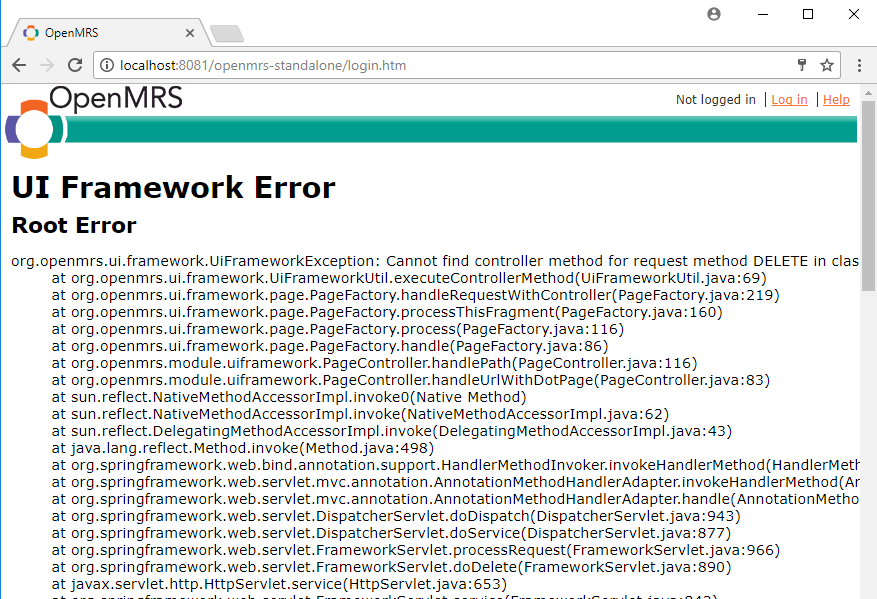 OpenMRS
localhost:8081/openmrs-standalone/login.htm
OpenMRS
Not logged in | Log in | Help
UI Framework Error
Root Error
org.openmrs.ui.framework.UiFrameworkException: Cannot find controller method for request method DELETE in clas
at org.openmrs.ui.framework.UiFrameworkUtil.executeControllerMethod(UiFrameworkUtil.java:69)
at org.openmrs.ui.framework.page.PageFactory.handleRequestWithController(PageFactory.java:219)
at org.openmrs.ui.framework.page.PageFactory.processThisFragment(PageFactory.java:160)
at org.openmrs.ui.framework.page.PageFactory.process(PageFactory.java:116)
at org.openmrs.ui.framework.page.PageFactory.handle(PageFactory.java:86)
at org.openmrs.module.uiframework.PageController.handlePath(PageController.java:116)
at org.openmrs.module.uiframework.PageController.handleUrlWithDotPage(PageController.java:83)
at sun.reflect.NativeMethodAccessorImpl.invoke0(Native Method)
at sun.reflect.NativeMethodAccessorImpl.invoke(NativeMethodAccessorImpl.java:62)
at sun.reflect.DelegatingMethodAccessorImpl.invoke(DelegatingMethodAccessorImpl.java:43)
at java.lang.reflect.Method.invoke(Method.java:498)
at org.springframework.web.bind.annotation.support.HandlerMethodInvoker.invokeHandlerMethod(HandlerMeth
at org.springframework.web.servlet.mvc.annotation.AnnotationMethodHandlerAdapter.invokeHandlerMethod(An
at org.springframework.web.servlet.mvc.annotation.AnnotationMethodHandlerAdapter.handle(AnnotationMetho
at org.springframework.web.servlet.DispatcherServlet.doDispatch(DispatcherServlet.java:943)
at org.springframework.web.servlet.DispatcherServlet.doService(DispatcherServlet.java:877)
at org.springframework.web.servlet.FrameworkServlet.processRequest(FrameworkServlet.java:966)
at org.springframework.web.servlet.FrameworkServlet.doDelete(FrameworkServlet.java:890)
at javax.servlet.http.HttpServlet.service(HttpServlet.java:653)
at org.springframework.web.servlet.FrameworkServlet.service(FrameworkServlet.java:842)